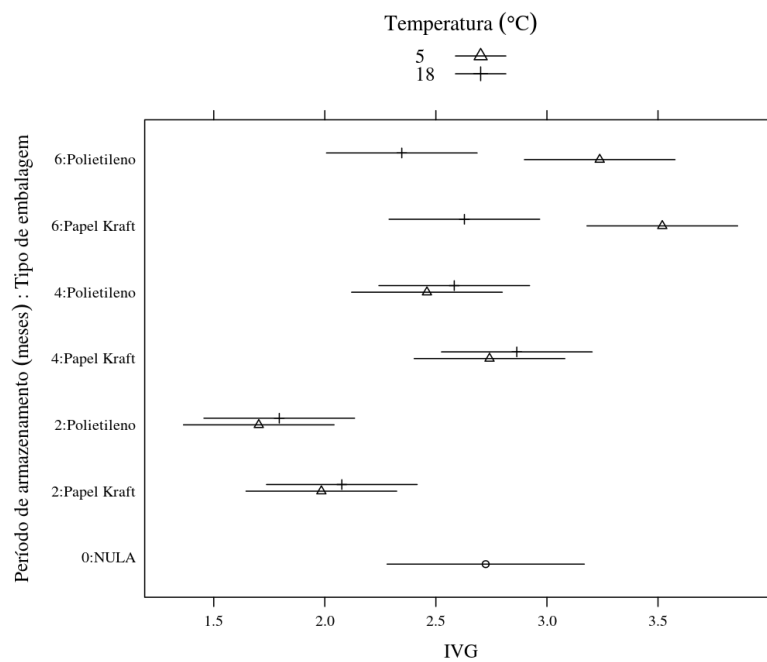 Temperatura (°C)
5
18
Período de armazenamento (meses) : Tipo de embalagem
6:Polietileno
6:Papel Kraft
4:Polietileno
4:Papel Kraft
2:Polietileno
2:Papel Kraft
0:NULA
1.5 2.0 2.5 3.0 3.5
IVG